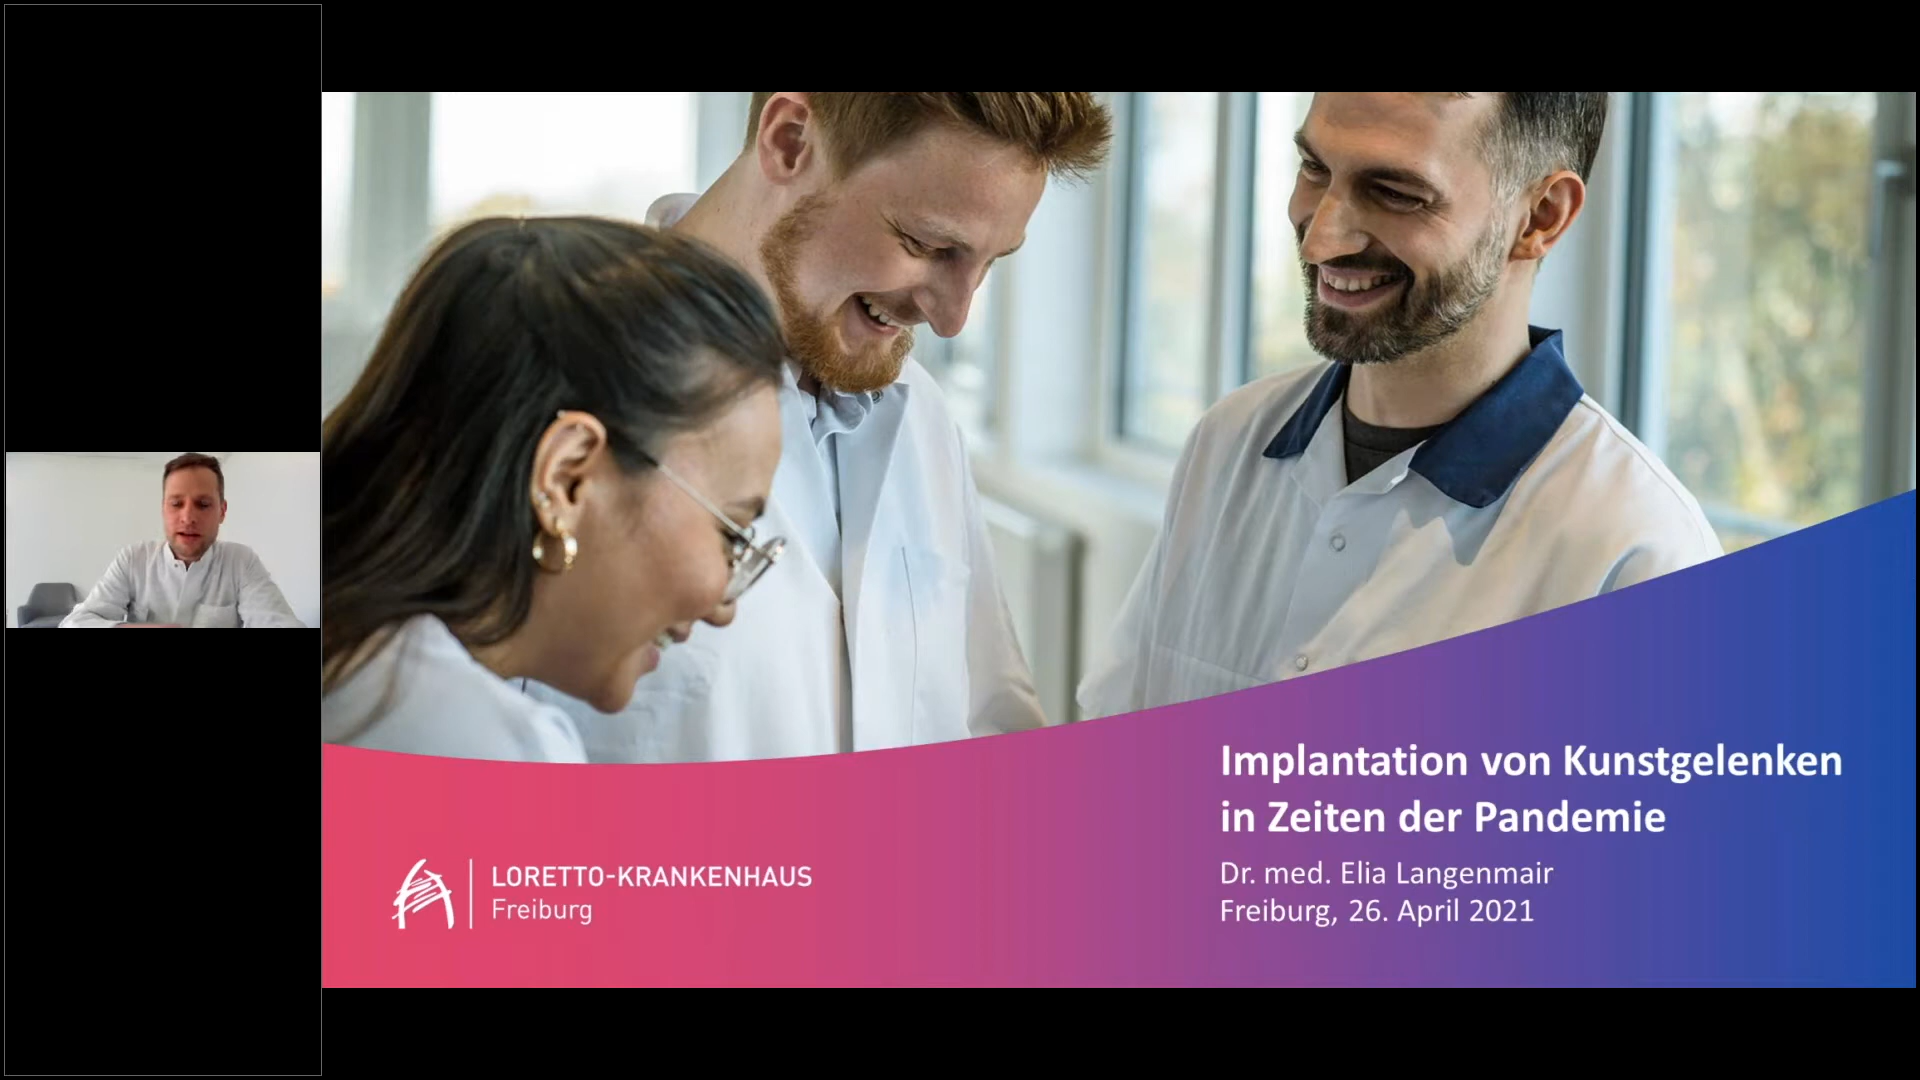 Implantation von Kunstgelenken
in Zeiten der Pandemie
Dr. med. Elia Langenmair
Freiburg, 26. April 2021
LORETTO-KRANKENHAUS
Freiburg